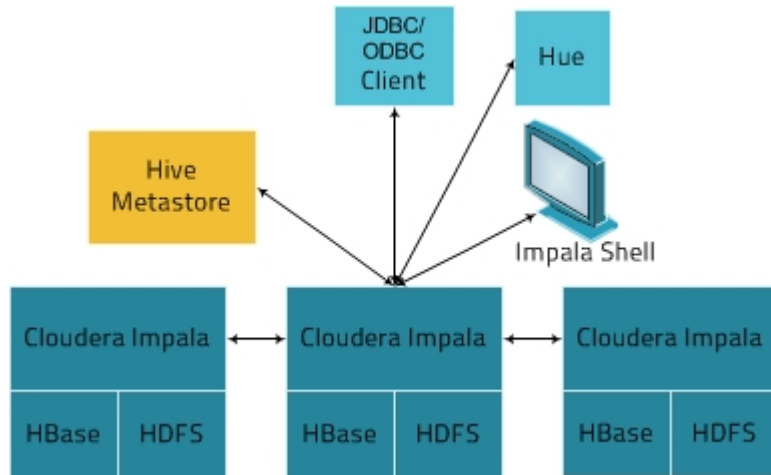 JDBC/
ODBC
Client
Hue
Hive
Metastore
Impala Shell
Cloudera Impala
Cloudera Impala
Cloudera Impala
HBase
HDFS
HBase
HDFS
HBase
HDFS